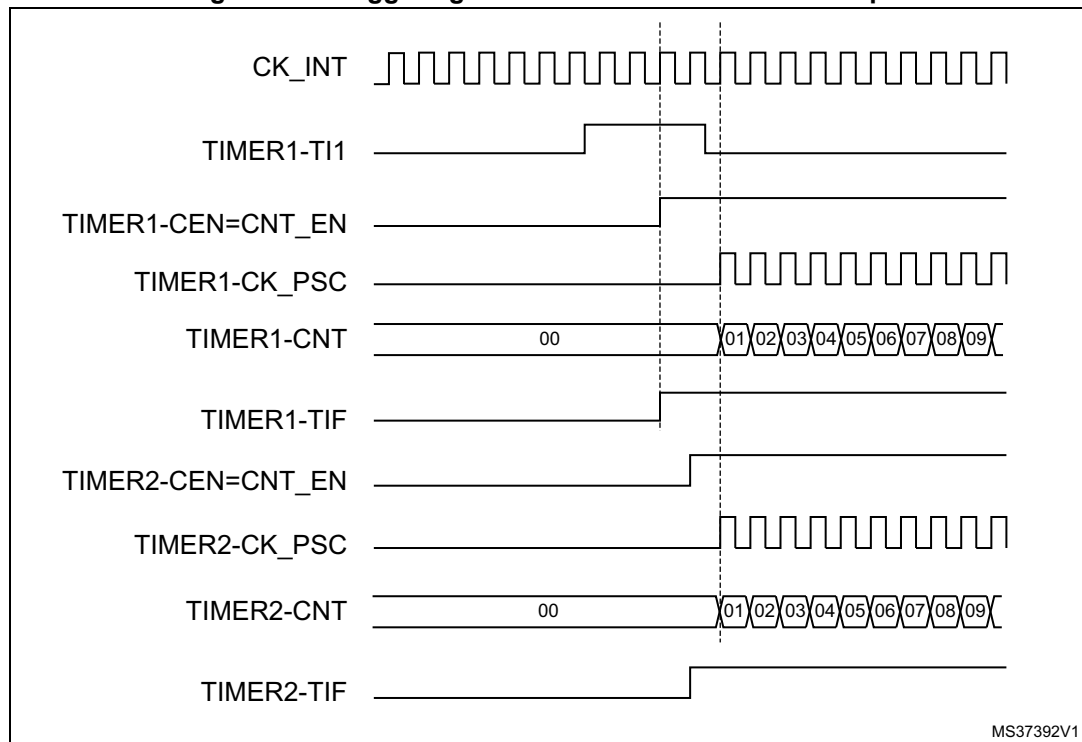 CK_INT
TIMER1-TI1
TIMER1-CEN=CNT_EN
TIMER1-CK_PSC
TIMER1-CNT 00 01 02 03 04 05 06 07 08 09
TIMER1-TIF
TIMER2-CEN=CNT_EN
TIMER2-CK_PSC
TIMER2-CNT 00 01 02 03 04 05 06 07 08 09
TIMER2-TIF
MS37392V1